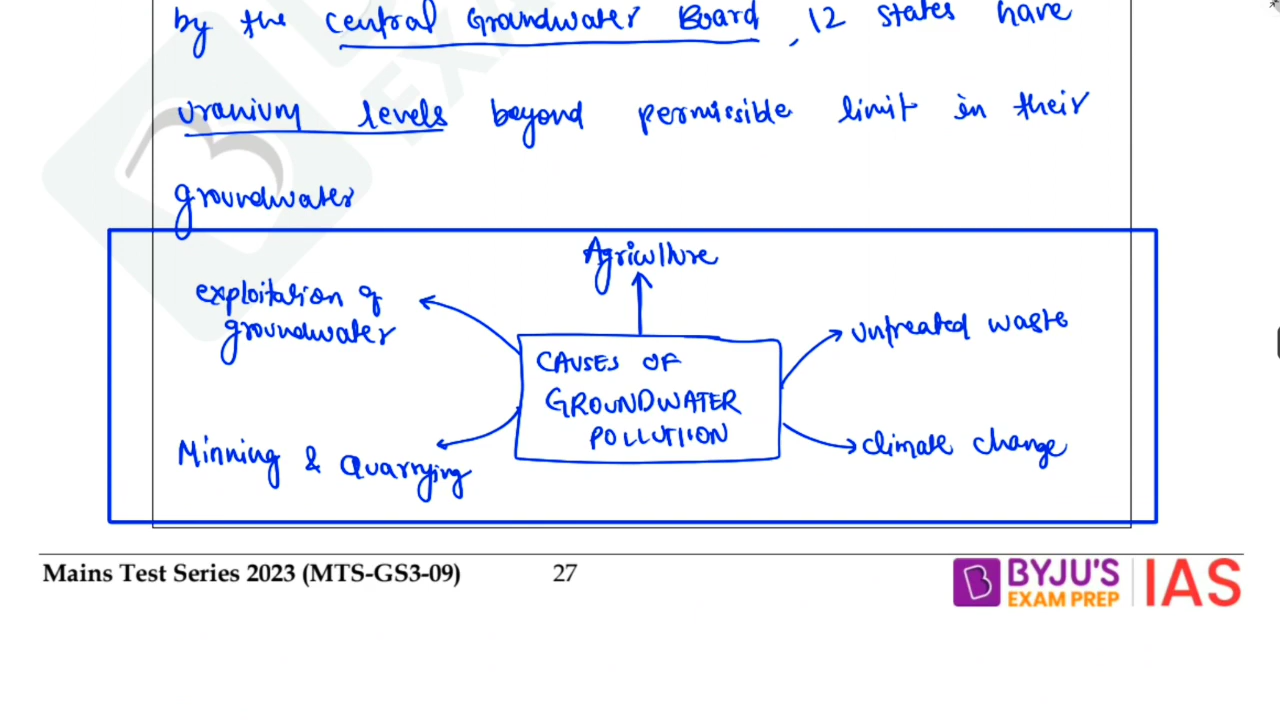 by the central Groundwater Board, 12 states have
uranium levels beyond permissible limit in their
groundwater
Agriculture
exploitation of
groundwater
untreated waste
CAUSES OF
GROUNDWATER
POLLUTION
Minning & Quarrying
climate change
Mains Test Series 2023 (MTS-GS3-09)
27
BYJU'S
EXAM PREP
IAS